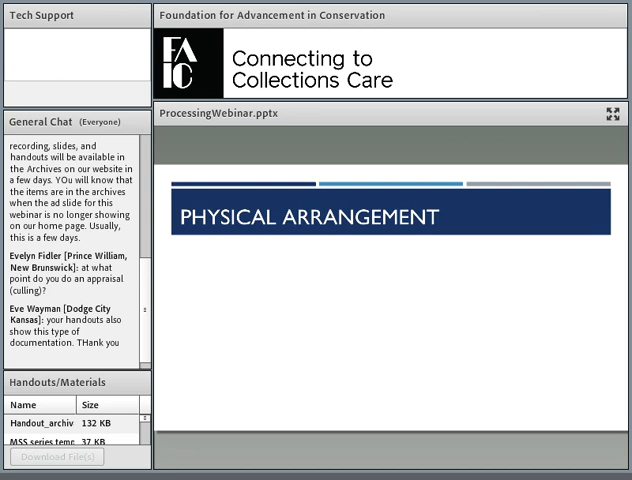 Tech Support
Foundation for Advancement in Conservation
FA
IC
Connecting to
Collections Care
General Chat (Everyone)
recording, slides, and
handouts will be available in
the Archives on our website in
a few days. YOu will know that
the items are in the archives
when the ad slide for this
webinar is no longer showing
on our home page. Usually,
this is a few days.
Evelyn Fidler [Prince William,
New Brunswick]: at what
point do you do an appraisal
(culling)?
Eve Wayman [Dodge City
Kansas]: your handouts also
show this type of
documentation. THank you
ProcessingWebinar.pptx
PHYSICAL ARRANGEMENT
Handouts/Materials
Name Size
Handout_archiv 132 KB
MSS series temp 37 KB
Download File(s)